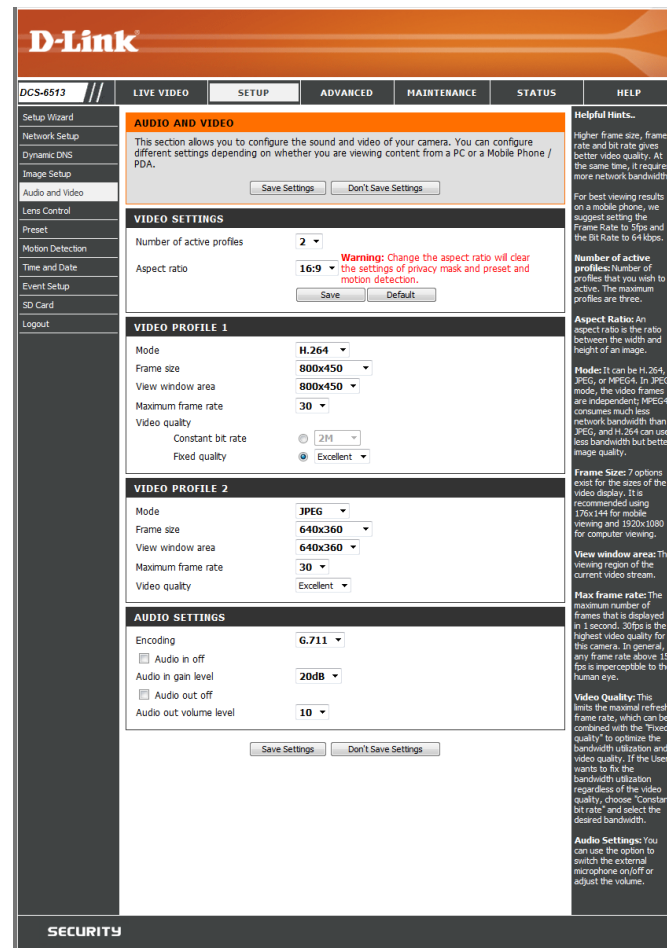 D-Link
DCS-6513
LIVE VIDEO
SETUP
ADVANCED
MAINTENANCE
STATUS
HELP
Setup Wizard
Network Setup
Dynamic DNS
Image Setup
Audio and Video
Lens Control
Preset
Motion Detection
Time and Date
Event Setup
SD Card
Logout
AUDIO AND VIDEO
This section allows you to configure the sound and video of your camera. You can configure
different settings depending on whether you are viewing content from a PC or a Mobile Phone /
PDA.
Save Settings Don't Save Settings
VIDEO SETTINGS
Number of active profiles 2
Aspect ratio 16:9
Warning: Change the aspect ratio will clear
the settings of privacy mask and preset and
motion detection.
Save Default
VIDEO PROFILE 1
Mode H.264
Frame size 800x450
View window area 800x450
Maximum frame rate 30
Video quality
Constant bit rate 2M
Fixed quality Excellent
VIDEO PROFILE 2
Mode JPEG
Frame size 640x360
View window area 640x360
Maximum frame rate 30
Video quality Excellent
AUDIO SETTINGS
Encoding G.711
Audio in off
Audio in gain level 20dB
Audio out off
Audio out volume level 10
Save Settings Don't Save Settings
Helpful Hints..
Higher frame size, frame
rate and bit rate gives
better video quality. At
the same time, it requires
more network bandwidth.
For best viewing results
on a mobile phone, we
suggest setting the
Frame Rate to 5fps and
the Bit Rate to 64 kbps.
Number of active
profiles: Number of
profiles that you wish to
active. The maximum
profiles are three.
Aspect Ratio: An
aspect ratio is the ratio
between the width and
height of an image.
Mode: It can be H.264,
JPEG, or MPEG4. In JPEG
mode, the video frames
are independent; MPEG4
consumes much less
network bandwidth than
JPEG, and H.264 can use
less bandwidth but better
image quality.
Frame Size: 7 options
exist for the sizes of the
video display. It is
recommended using
176x144 for mobile
viewing and 1920x1080
for computer viewing.
View window area: The
viewing region of the
current video stream.
Max frame rate: The
maximum number of
frames that is displayed
in 1 second. 30fps is the
highest video quality for
this camera. In general,
any frame rate above 15
fps is imperceptible to the
human eye.
Video Quality: This
limits the maximal refresh
frame rate, which can be
combined with the "Fixed
quality" to optimize the
bandwidth utilization and
video quality. If the User
wants to fix the
bandwidth utilization
regardless of the video
quality, choose "Constant
bit rate" and select the
desired bandwidth.
Audio Settings: You
can use the option to
switch the external
microphone on/off or
adjust the volume.
SECURITY